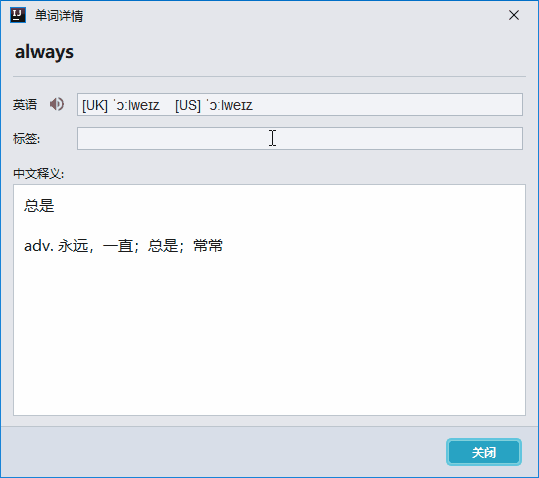 IJ 单词详情
always
英语 [UK] ˈɔːlweɪz [US] ˈɔːlweɪz
标签:
中文释义:
总是
adv. 永远，一直；总是；常常
关闭